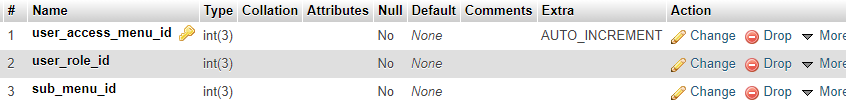 # Name Type Collation Attributes Null Default Comments Extra Action
1 user_access_menu_id int(3) No None AUTO_INCREMENT Change Drop More
2 user_role_id int(3) No None Change Drop More
3 sub_menu_id int(3) No None Change Drop More